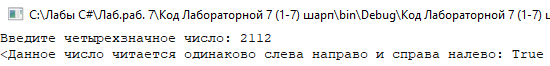 C:\Лабы C#\Лаб.раб. 7\Код Лабораторной 7 (1-7) шарп\bin\Debug\Код Лабораторной 7 (1-7) ш
Введите четырехзначное число: 2112
<Данное число читается одинаково слева направо и справа налево: True